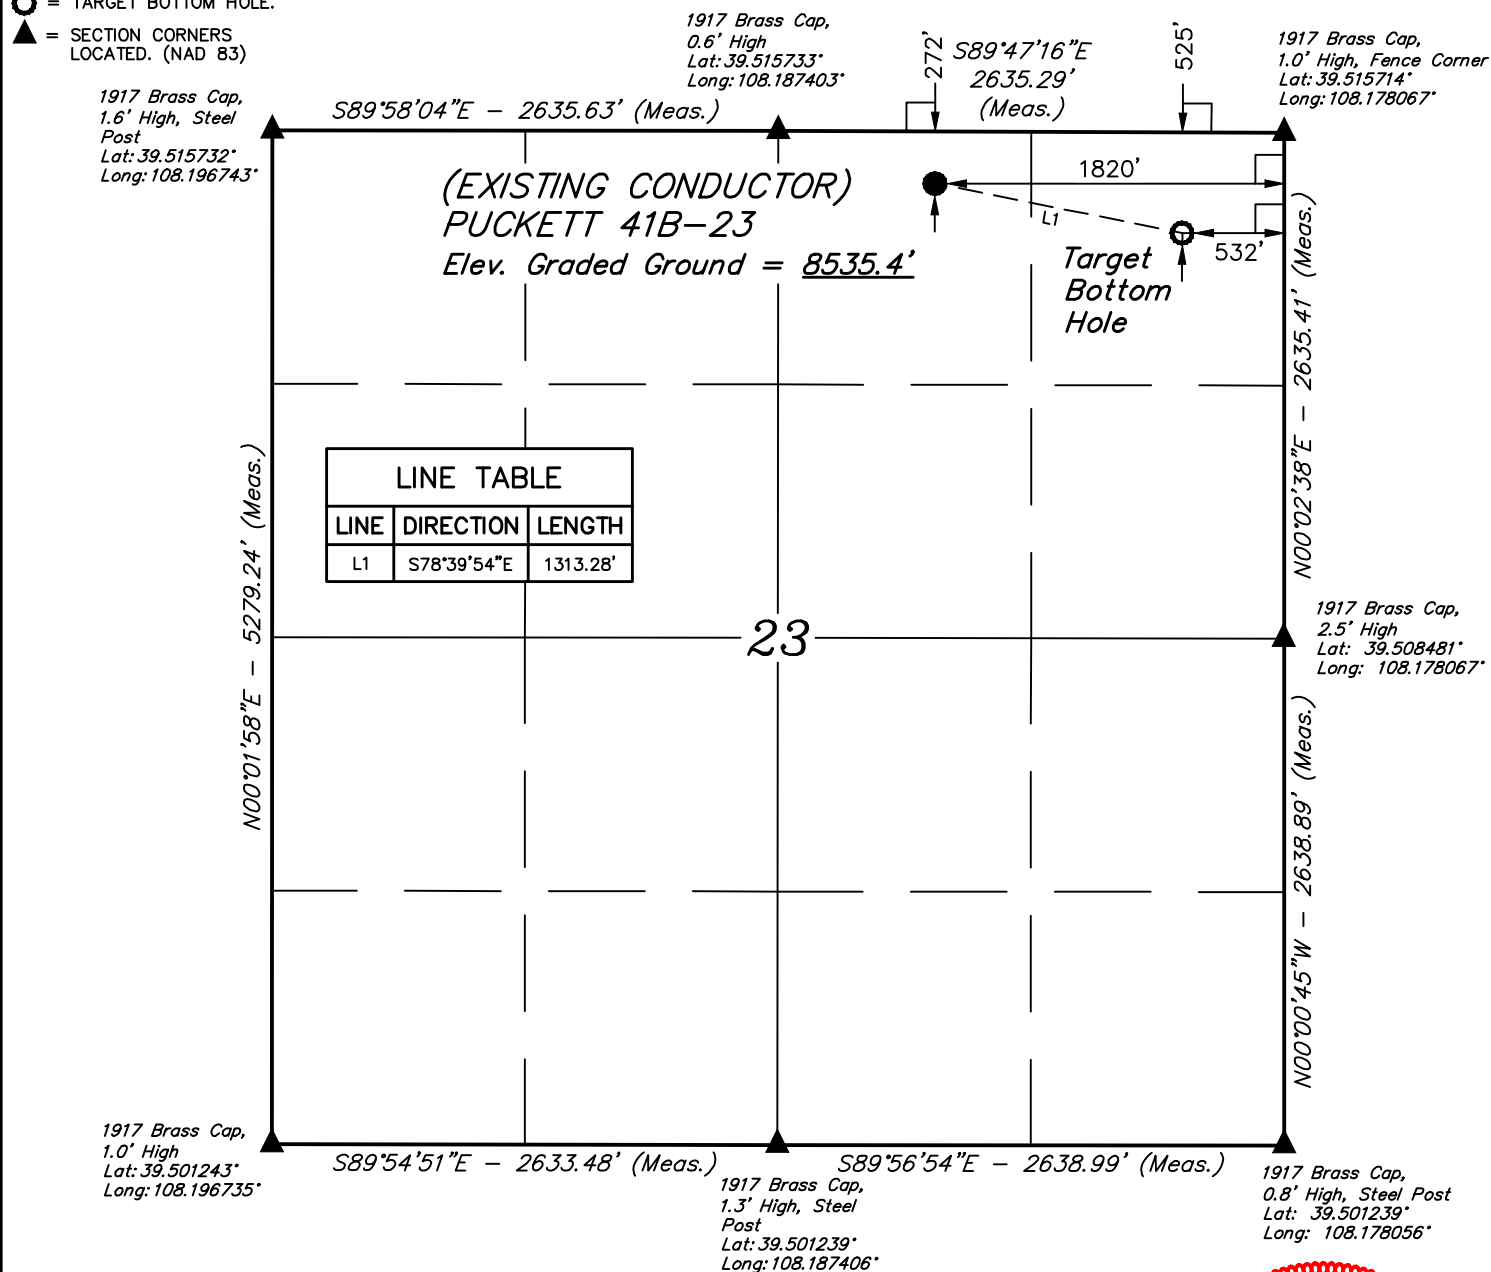 = TARGET BOTTOM HOLE.
= SECTION CORNERS
LOCATED. (NAD 83)
1917 Brass Cap,
1.6' High, Steel
Post
Lat: 39.515732°
Long: 108.196743°
S89°58'04"E - 2635.63' (Meas.)
1917 Brass Cap,
0.6' High
Lat: 39.515733°
Long: 108.187403°
272'
S89°47'16"E
2635.29'
(Meas.)
525'
1917 Brass Cap,
1.0' High, Fence Corner
Lat: 39.515714°
Long: 108.178067°
(EXISTING CONDUCTOR)
PUCKETT 41B-23
Elev. Graded Ground = 8535.4'
1820'
L1
532'
Target
Bottom
Hole
N00°02'38"E - 2635.41' (Meas.)
LINE TABLE
LINE DIRECTION LENGTH
L1 S78°39'54"E 1313.28'
N00°01'58"E - 5279.24' (Meas.)
23
1917 Brass Cap,
2.5' High
Lat: 39.508481°
Long: 108.178067°
N00°00'45"W - 2638.89' (Meas.)
1917 Brass Cap,
1.0' High
Lat: 39.501243°
Long: 108.196735°
S89°54'51"E - 2633.48' (Meas.)
1917 Brass Cap,
1.3' High, Steel
Post
Lat: 39.501239°
Long: 108.187406°
S89°56'54"E - 2638.99' (Meas.)
1917 Brass Cap,
0.8' High, Steel Post
Lat: 39.501239°
Long: 108.178056°